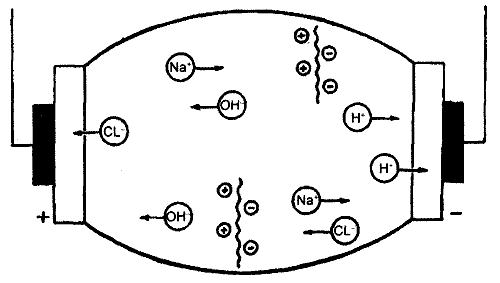 + −
+ −
Na⁺
OH⁻
H⁺
CL⁻
H⁺
+ −
+ −
Na⁺
OH⁻
CL⁻
+ −